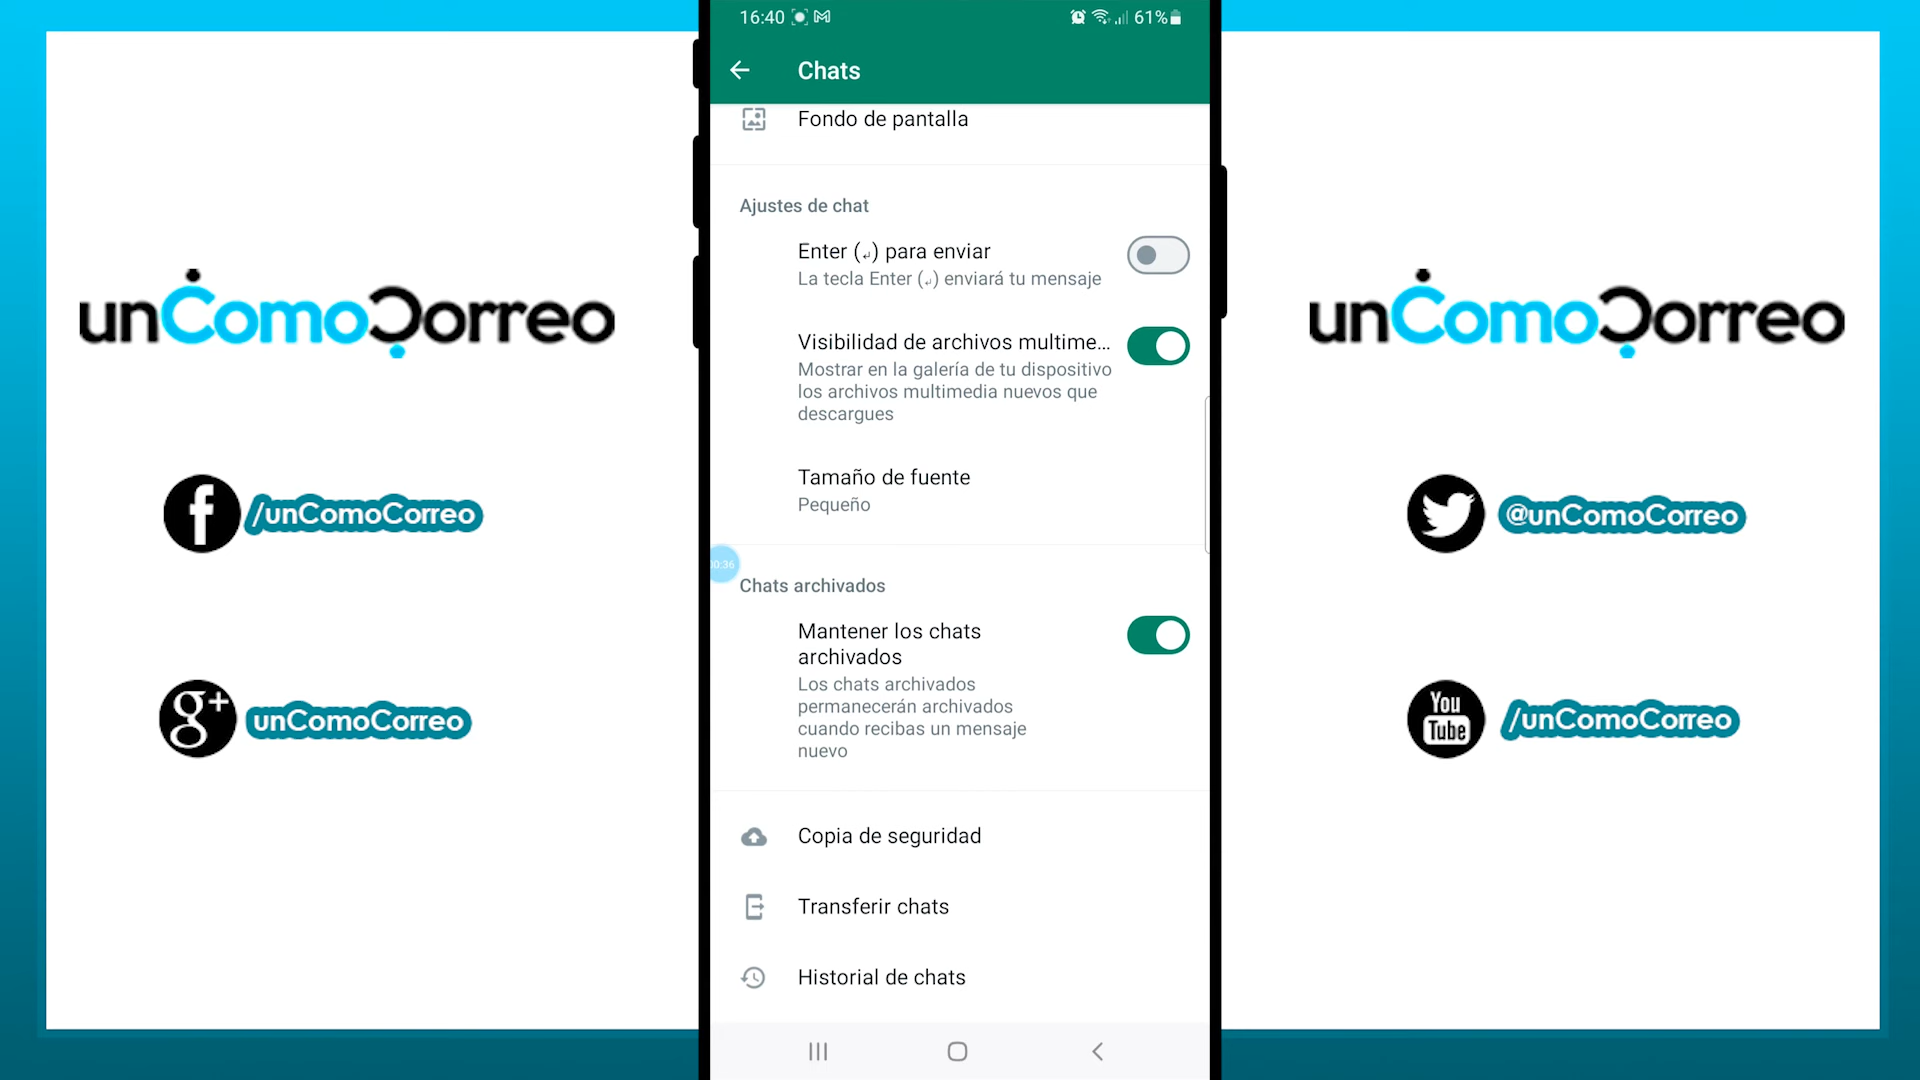 16:40
61%
Chats
Fondo de pantalla
Ajustes de chat
Enter (↵) para enviar
La tecla Enter (↵) enviará tu mensaje
Visibilidad de archivos multime...
Mostrar en la galería de tu dispositivo
los archivos multimedia nuevos que
descargues
Tamaño de fuente
Pequeño
00:36
Chats archivados
Mantener los chats
archivados
Los chats archivados
permanecerán archivados
cuando recibas un mensaje
nuevo
Copia de seguridad
Transferir chats
Historial de chats
unComoCorreo
f /unComoCorreo
g+ unComoCorreo
unComoCorreo
@unComoCorreo
You
Tube /unComoCorreo